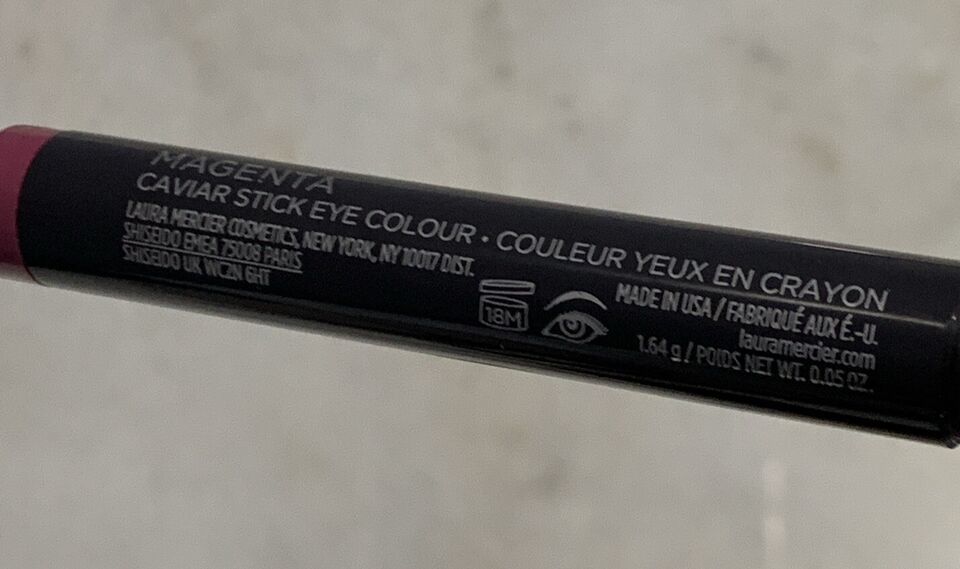 MAGENTA
CAVIAR STICK EYE COLOUR • COULEUR YEUX EN CRAYON
LAURA MERCIER COSMETICS, NEW YORK, NY 10017 DIST.
SHISEIDO EMEA 75008 PARIS
SHISEIDO UK WC2N 6HT
18M
MADE IN USA / FABRIQUÉ AUX É.-U.
lauramercier.com
1.64 g / POIDS NET WT. 0.05 OZ.